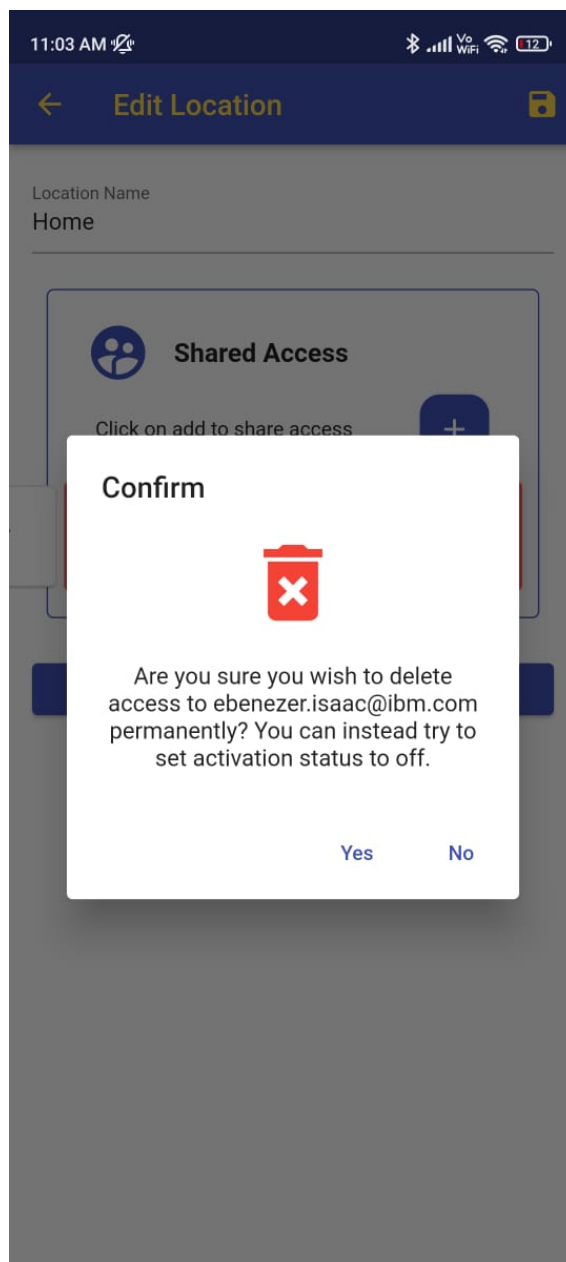 11:03 AM
Vo
WiFi
12
Edit Location
Location Name
Home
Shared Access
Click on add to share access
Confirm
Are you sure you wish to delete
access to ebenezer.isaac@ibm.com
permanently? You can instead try to
set activation status to off.
Yes
No